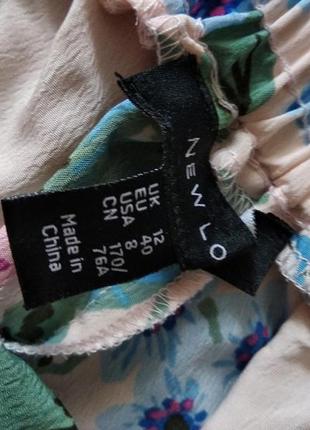 NEW LO
UK 12
EU 40
USA 8
CN 170/
76A
Made in
China